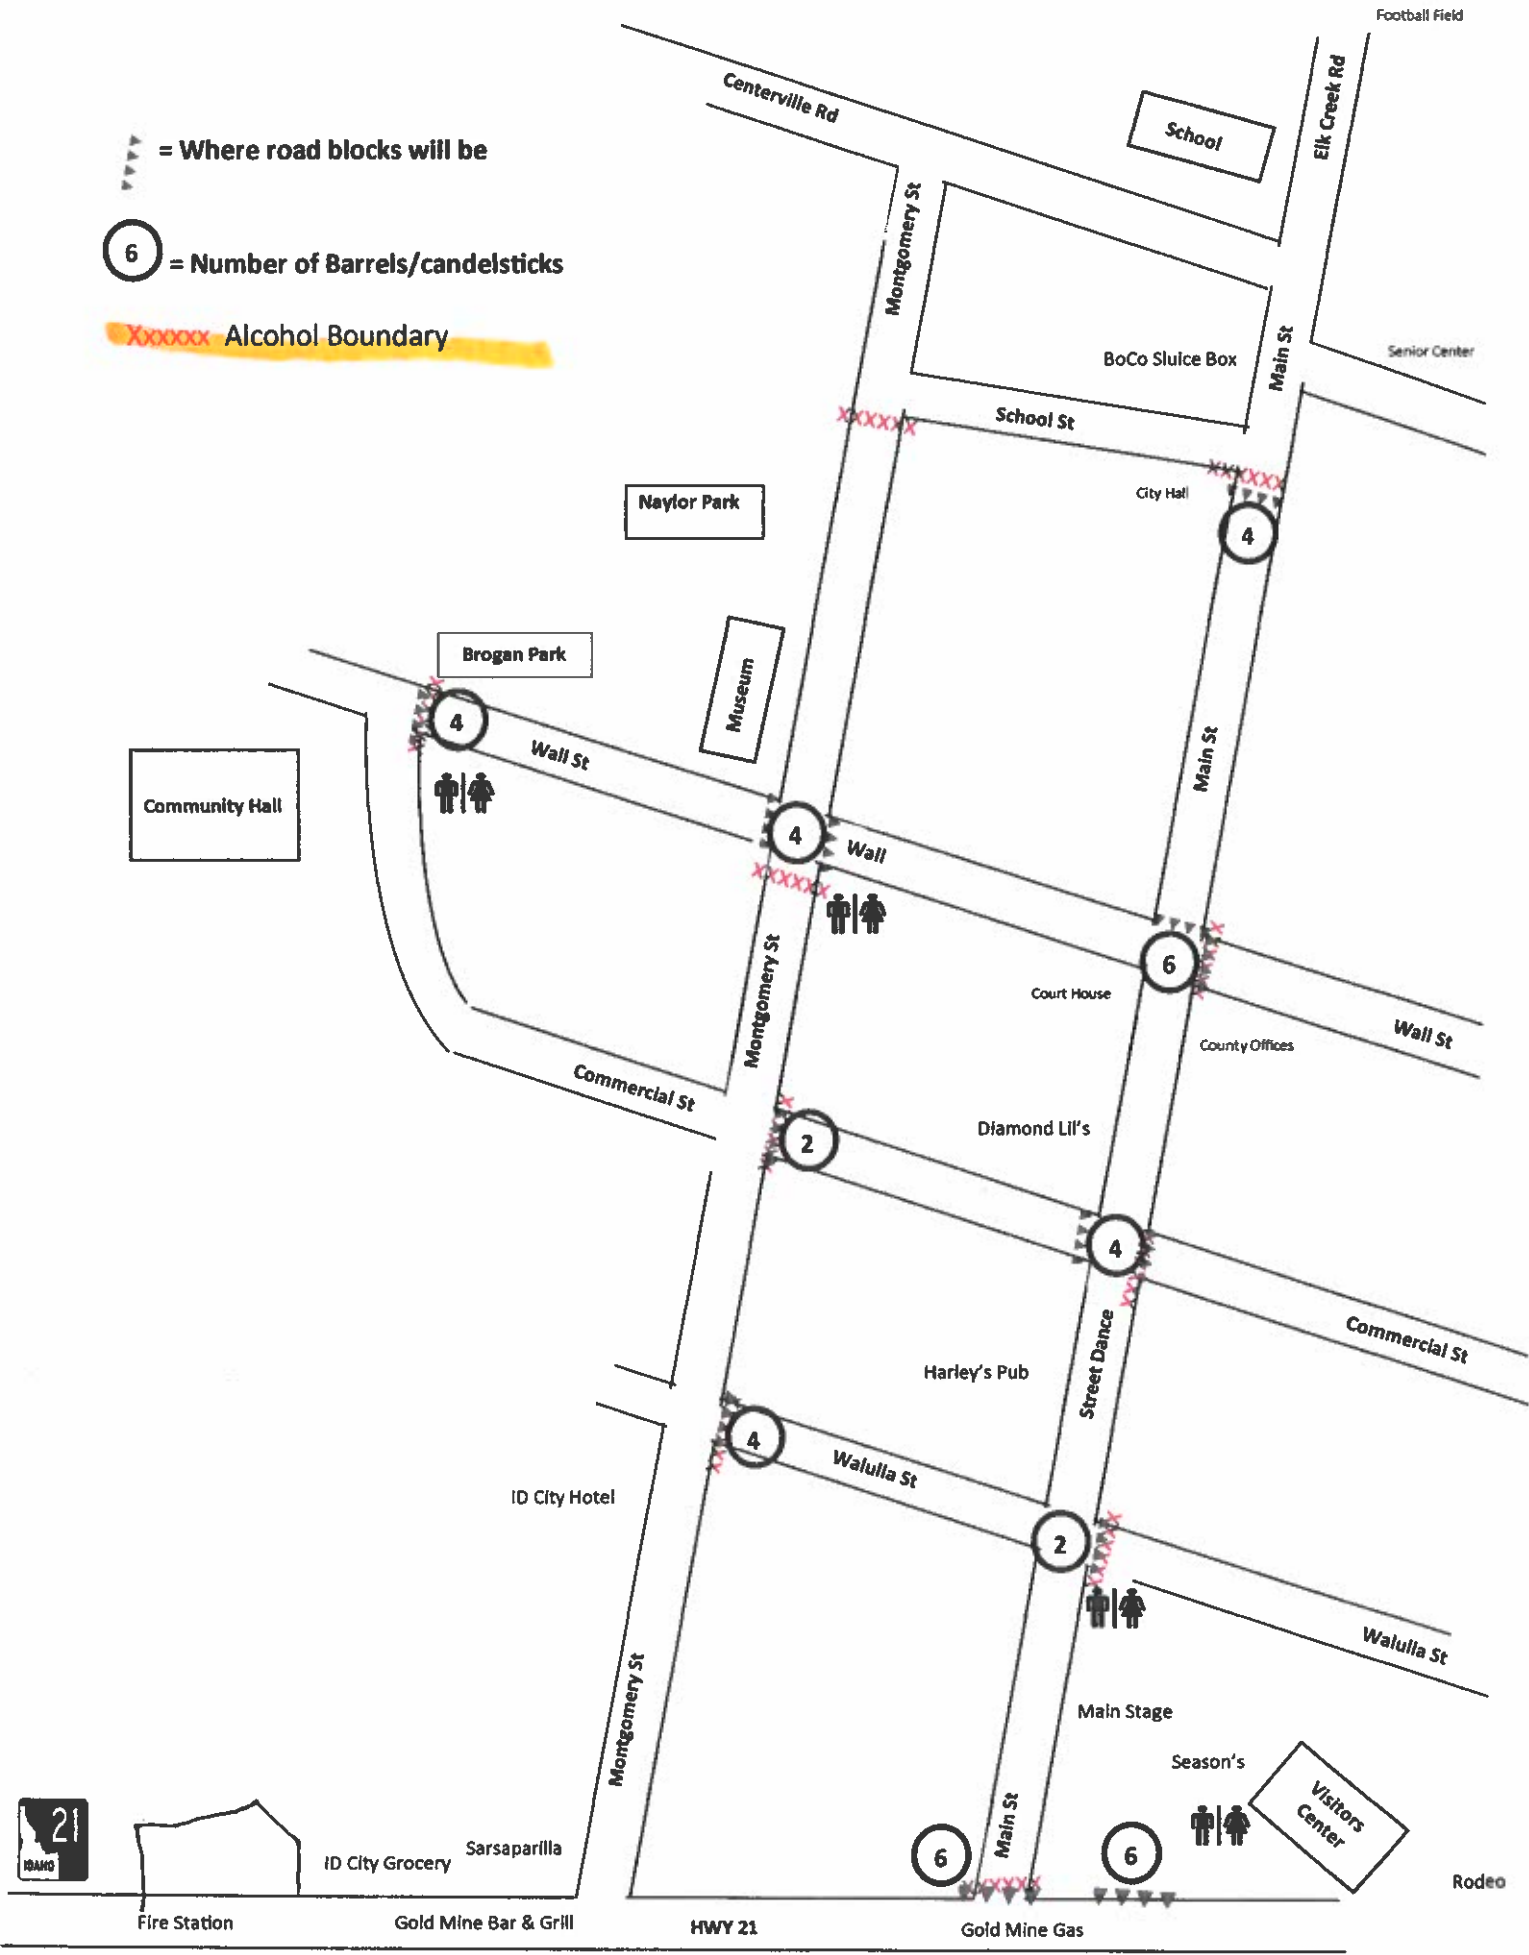 Football Field
Centerville Rd
School
Elk Creek Rd
= Where road blocks will be
Montgomery St
6
= Number of Barrels/candelsticks
Xxxxxxx Alcohol Boundary
BoCo Sluice Box
Main St
Senior Center
School St
XXXXXX
XXXXXX
City Hall
4
Naylor Park
Brogan Park
Museum
4
Wall St
Main St
Community Hall
4
Wall
XXXXXX
6
Court House
Wall St
County Offices
Montgomery St
Commercial St
Diamond Lil's
2
4
Commercial St
Street Dance
Harley's Pub
4
Walulla St
ID City Hotel
2
Walulla St
Montgomery St
Main Stage
Season's
Visitors
Center
21
IDAHO
ID City Grocery
Sarsaparilla
6
Main St
6
Rodeo
Fire Station
Gold Mine Bar & Grill
HWY 21
Gold Mine Gas